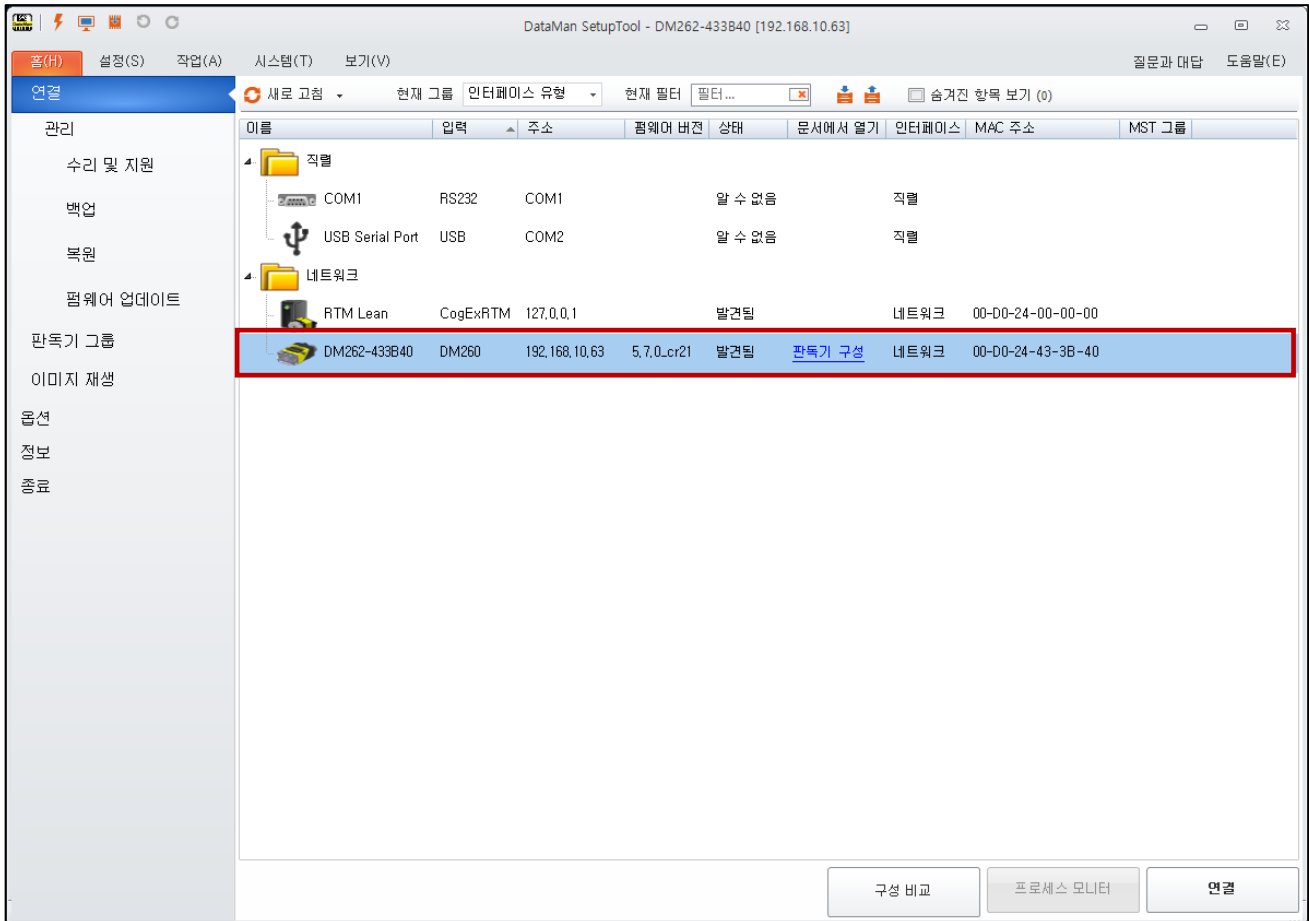 DataMan SetupTool - DM262-433B40 [192.168.10.63]
홈(H) 설정(S) 작업(A) 시스템(T) 보기(V) 질문과 대답 도움말(E)
연결
관리
수리 및 지원
백업
복원
펌웨어 업데이트
판독기 그룹
이미지 재생
옵션
정보
종료
새로 고침 현재 그룹 인터페이스 유형 현재 필터 필터... 숨겨진 항목 보기 (0)
이름 입력 주소 펌웨어 버전 상태 문서에서 열기 인터페이스 MAC 주소 MST 그룹
직렬
COM1 RS232 COM1 알 수 없음 직렬
USB Serial Port USB COM2 알 수 없음 직렬
네트워크
RTM Lean CogExRTM 127.0.0.1 발견됨 네트워크 00-D0-24-00-00-00
DM262-433B40 DM260 192.168.10.63 5.7.0_cr21 발견됨 판독기 구성 네트워크 00-D0-24-43-3B-40
구성 비교 프로세스 모니터 연결